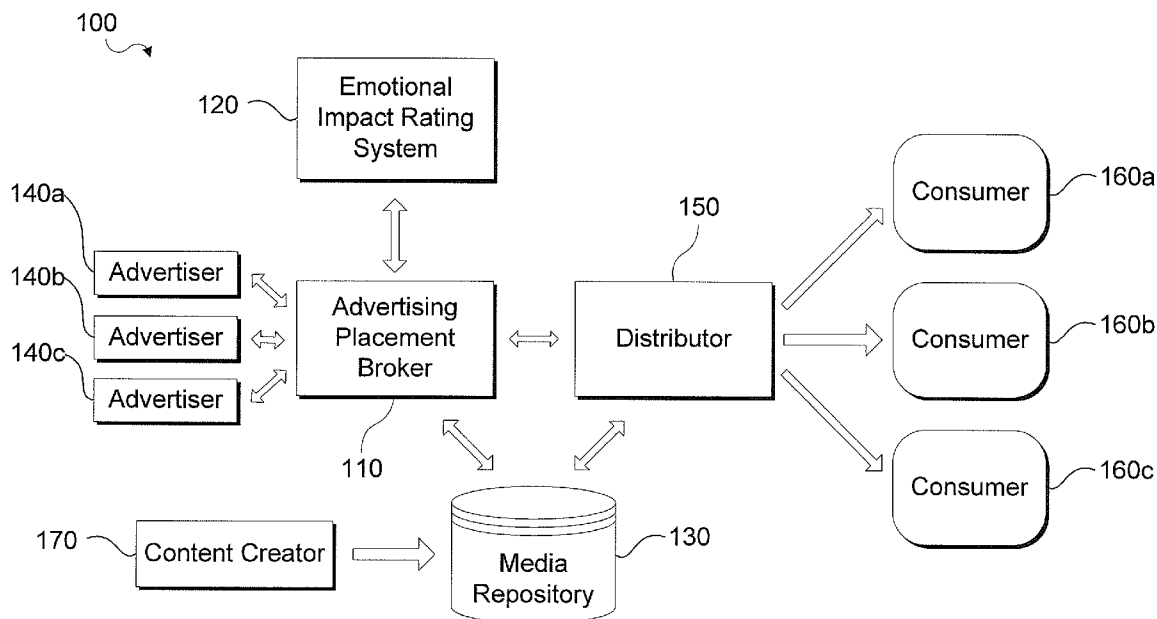 100
120
Emotional
Impact Rating
System
140a
Advertiser
140b
Advertiser
140c
Advertiser
Advertising
Placement
Broker
110
150
Distributor
Consumer
160a
Consumer
160b
Consumer
160c
170
Content Creator
Media
Repository
130